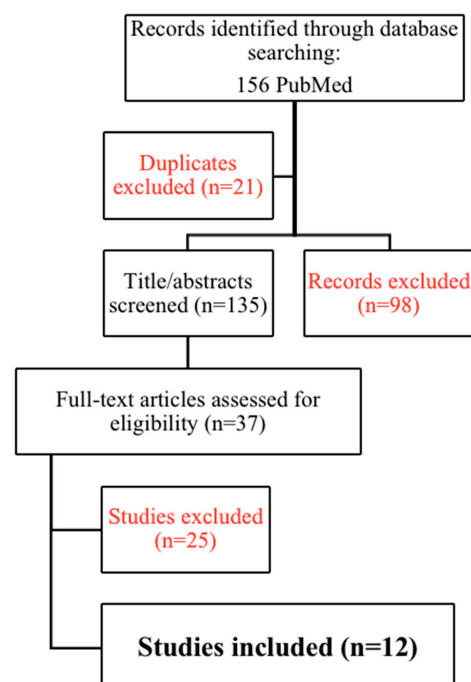 Records identified through database
searching:
156 PubMed
Duplicates
excluded (n=21)
Title/abstracts
screened (n=135)
Records excluded
(n=98)
Full-text articles assessed for
eligibility (n=37)
Studies excluded
(n=25)
Studies included (n=12)